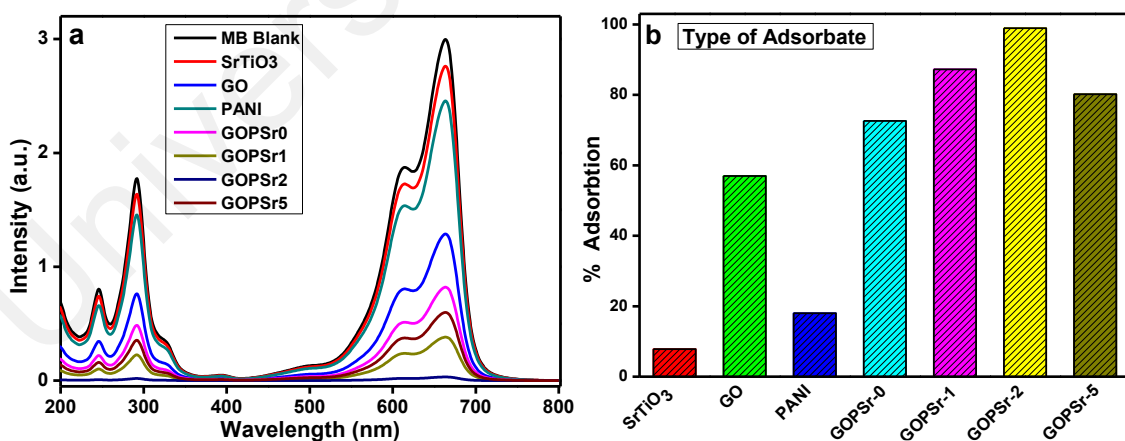 a
MB Blank
SrTiO3
GO
PANI
GOPSr0
GOPSr1
GOPSr2
GOPSr5
Intensity (a.u.)
3
2
1
0
200 300 400 500 600 700 800
Wavelength (nm)
b
Type of Adsorbate
% Adsorbtion
100
80
60
40
20
0
SrTiO₃
GO
PANI
GOPSr-0
GOPSr-1
GOPSr-2
GOPSr-5